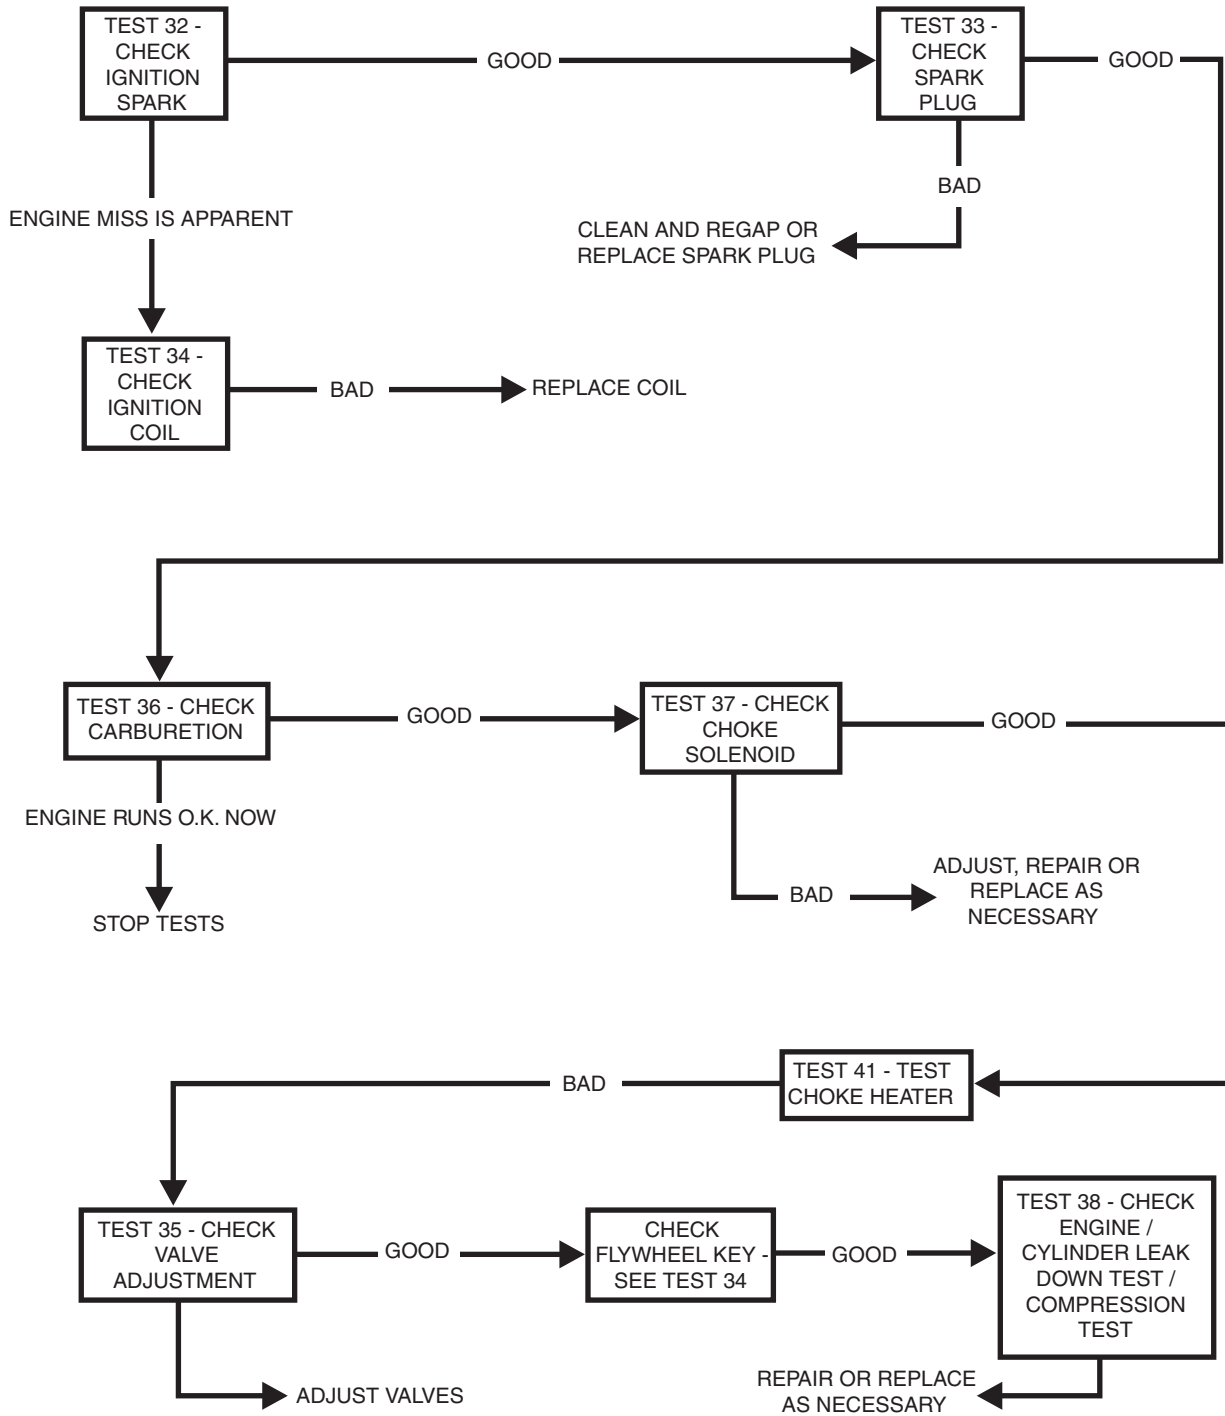 TEST 32 -
CHECK
IGNITION
SPARK
GOOD
TEST 33 -
CHECK
SPARK
PLUG
GOOD
BAD
ENGINE MISS IS APPARENT
CLEAN AND REGAP OR
REPLACE SPARK PLUG
TEST 34 -
CHECK
IGNITION
COIL
BAD
REPLACE COIL
TEST 36 - CHECK
CARBURETION
GOOD
TEST 37 - CHECK
CHOKE
SOLENOID
GOOD
ENGINE RUNS O.K. NOW
STOP TESTS
BAD
ADJUST, REPAIR OR
REPLACE AS
NECESSARY
TEST 41 - TEST
CHOKE HEATER
BAD
TEST 35 - CHECK
VALVE
ADJUSTMENT
GOOD
CHECK
FLYWHEEL KEY -
SEE TEST 34
GOOD
TEST 38 - CHECK
ENGINE /
CYLINDER LEAK
DOWN TEST /
COMPRESSION
TEST
ADJUST VALVES
REPAIR OR REPLACE
AS NECESSARY